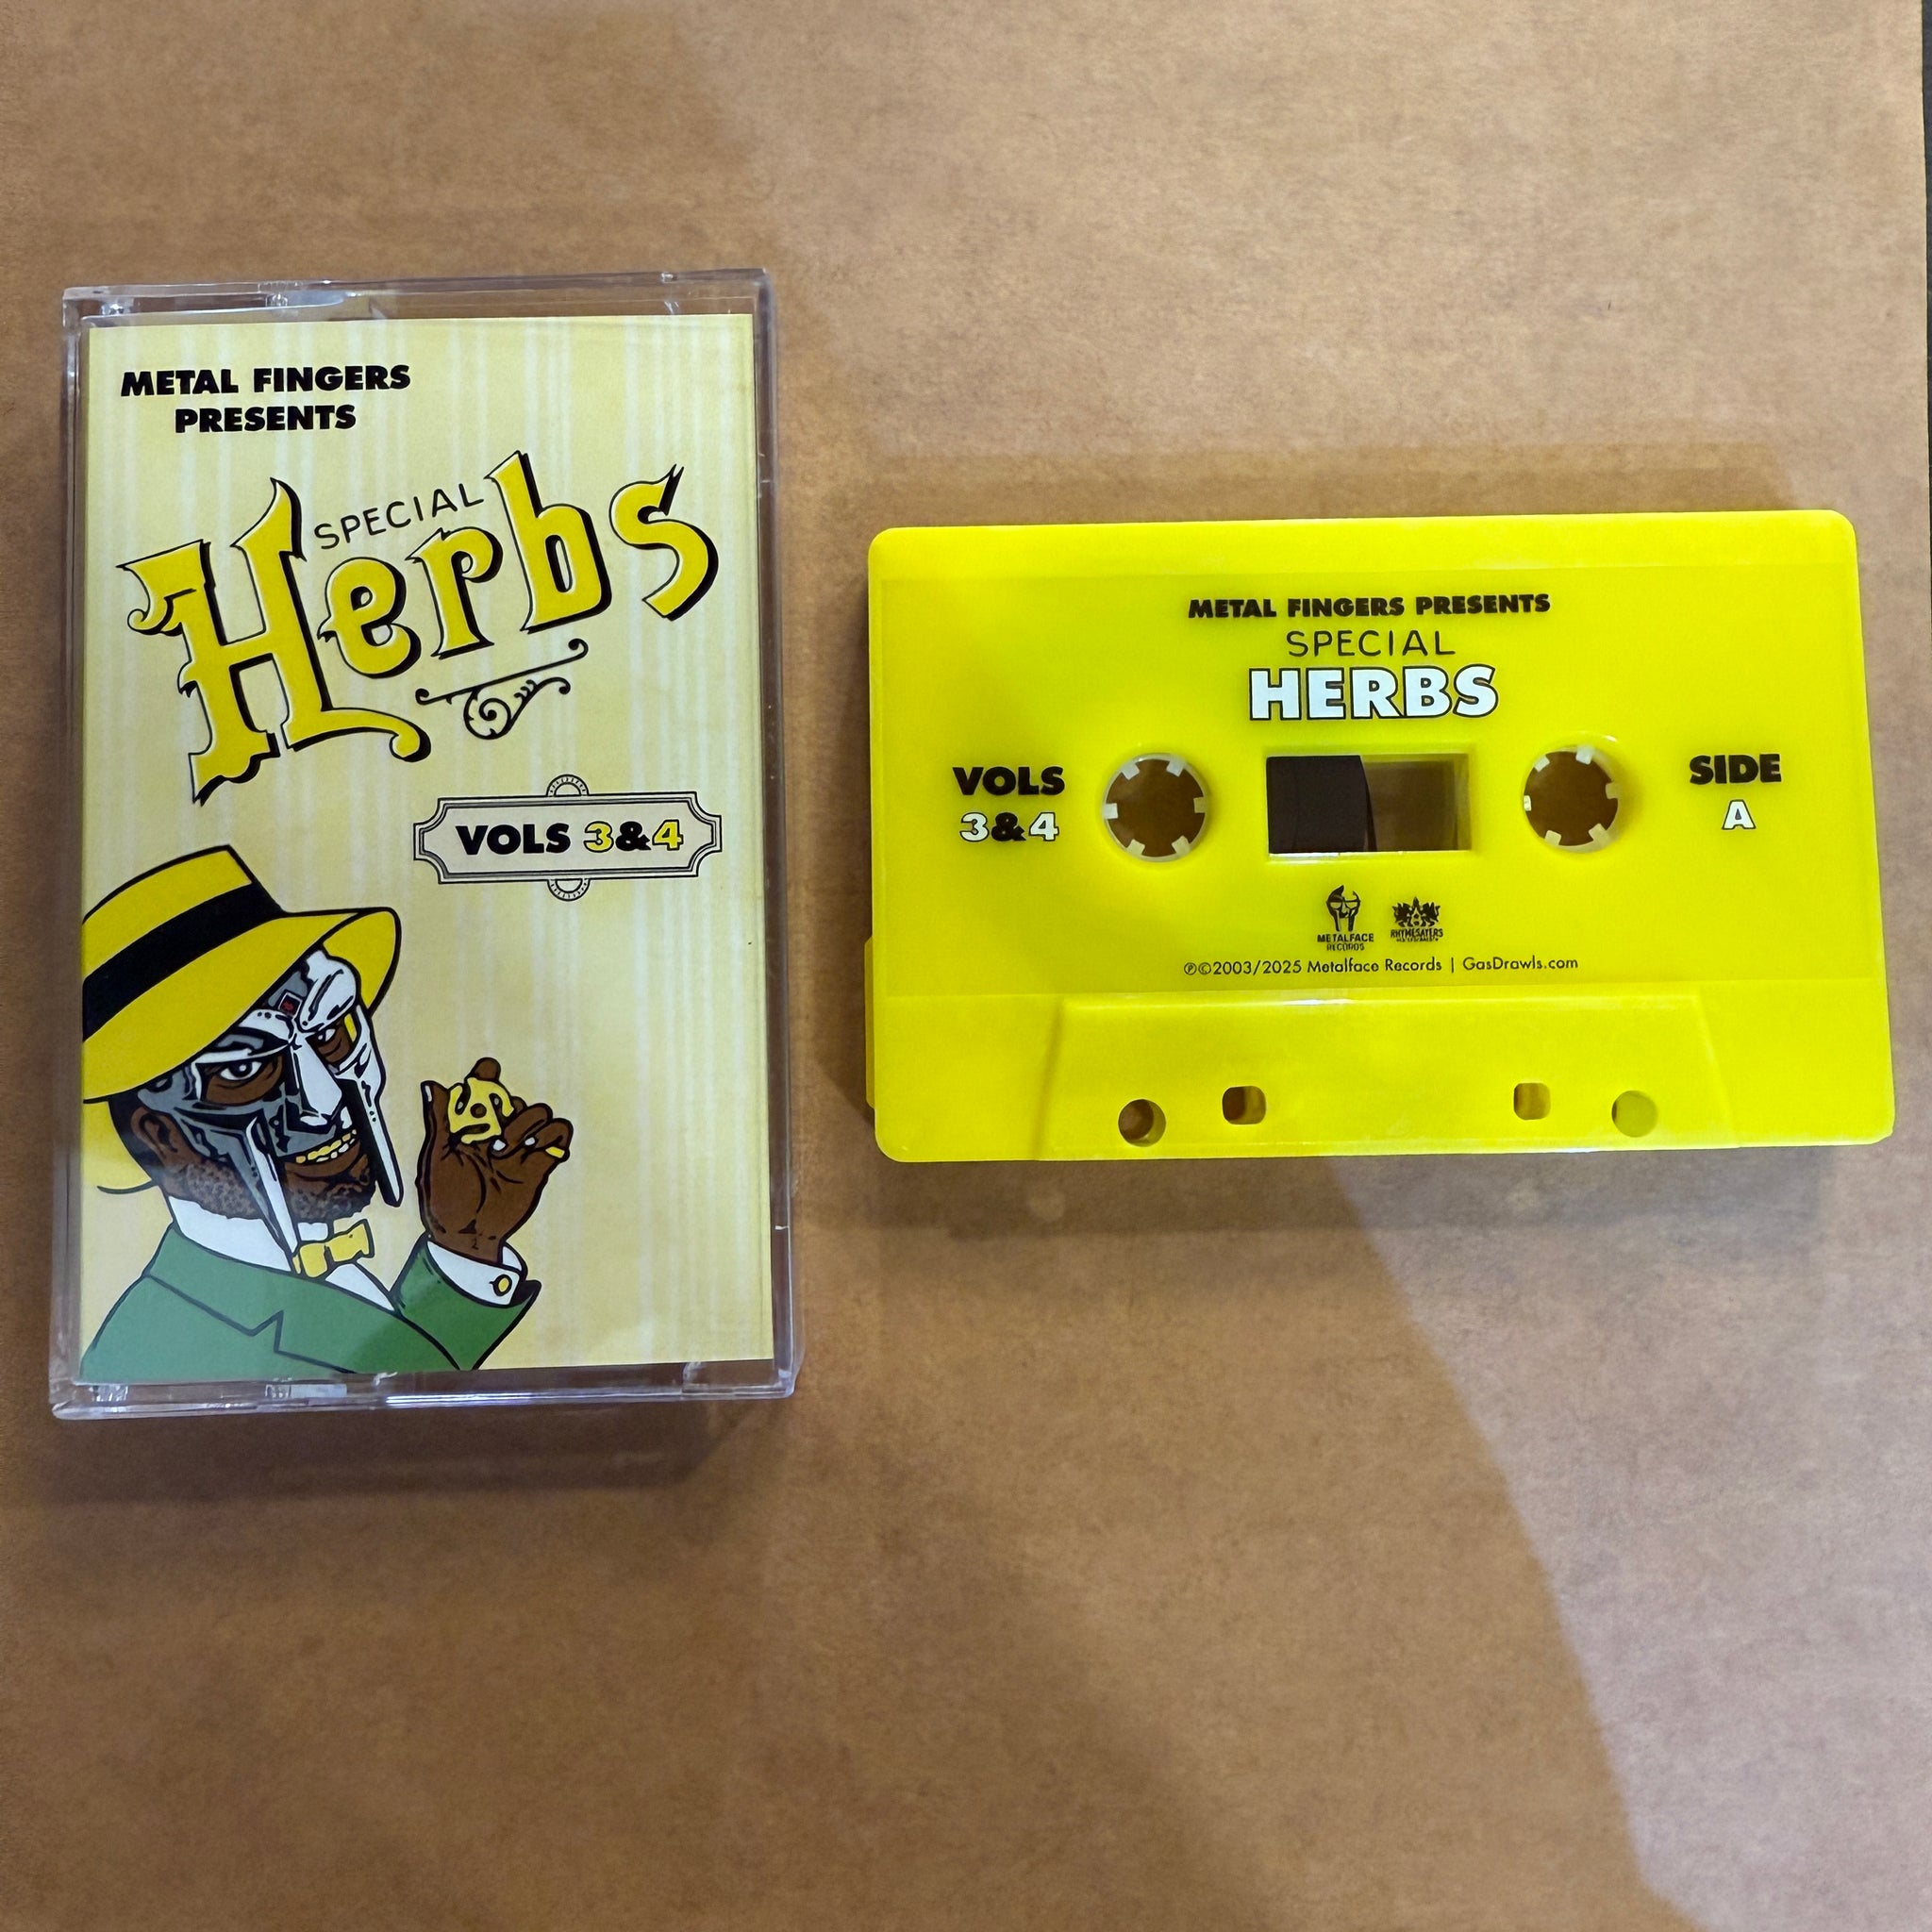 METAL FINGERS
PRESENTS
SPECIAL
Herbs
VOLS 3&4
METAL FINGERS PRESENTS
SPECIAL
HERBS
VOLS
3&4
SIDE
A
METALFACE
RECORDS
RHYMESAYERS
℗©2003/2025 Metalface Records | GasDrawls.com